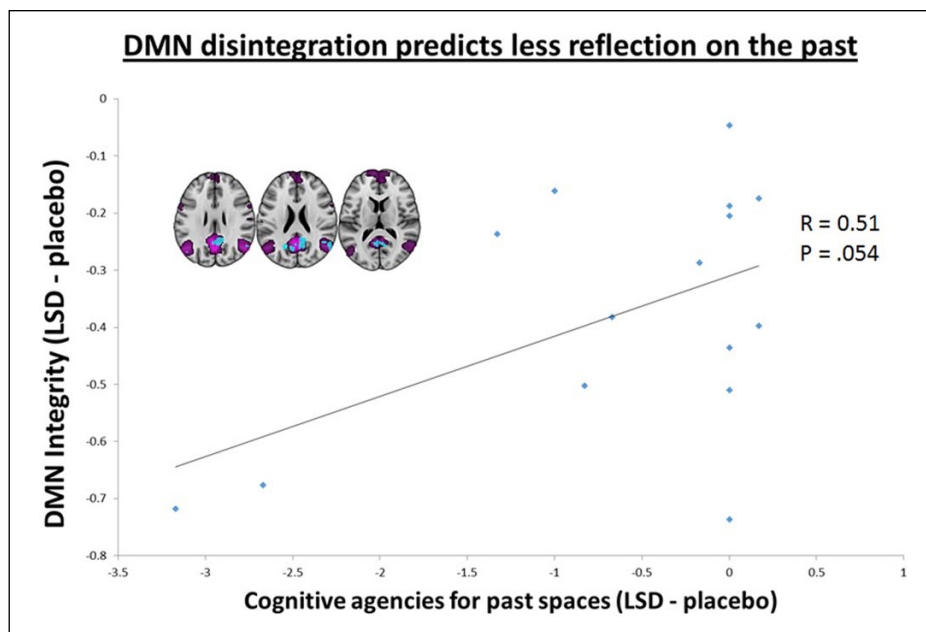 DMN disintegration predicts less reflection on the past
0
-0.1
-0.2
-0.3
-0.4
-0.5
-0.6
-0.7
-0.8
DMN Integrity (LSD - placebo)
R = 0.51
P = .054
-3.5 -3 -2.5 -2 -1.5 -1 -0.5 0 0.5 1
Cognitive agencies for past spaces (LSD - placebo)